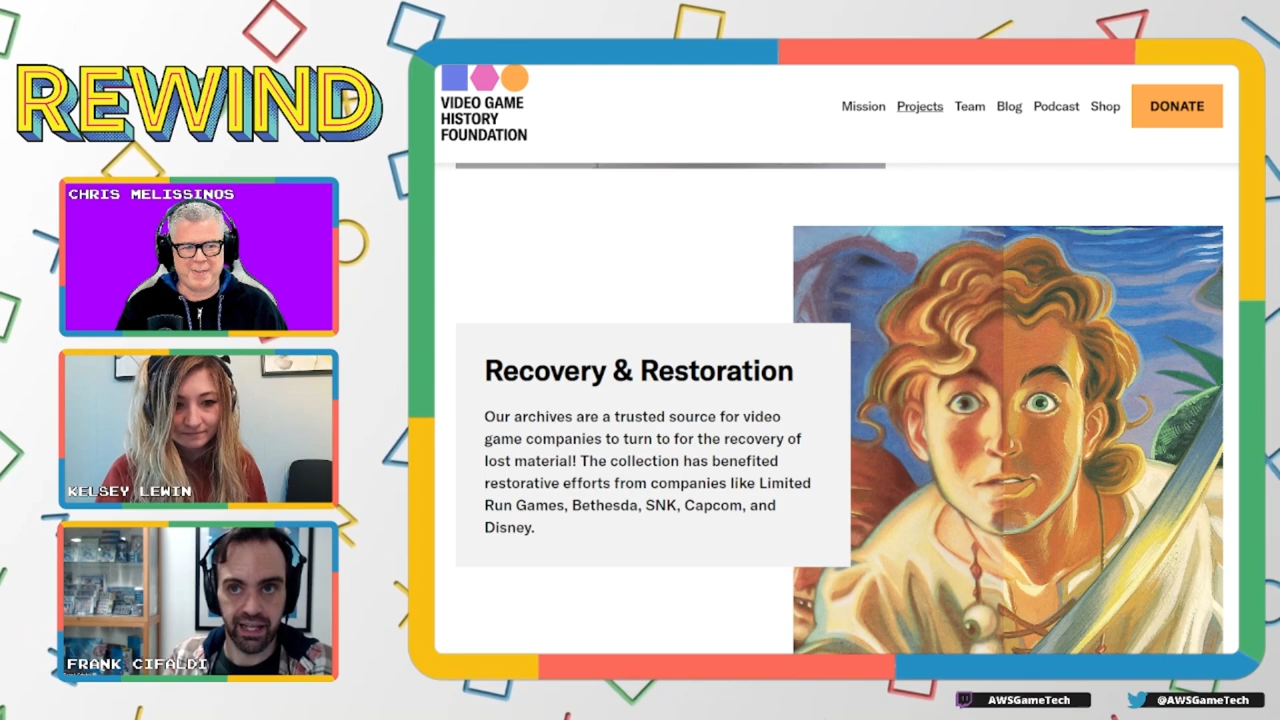 REWIND
CHRIS MELISSINOS
KELSEY LEWIN
FRANK CIFALDI
VIDEO GAME
HISTORY
FOUNDATION
Mission Projects Team Blog Podcast Shop DONATE
Recovery & Restoration
Our archives are a trusted source for video
game companies to turn to for the recovery of
lost material! The collection has benefited
restorative efforts from companies like Limited
Run Games, Bethesda, SNK, Capcom, and
Disney.
AWSGameTech @AWSGameTech